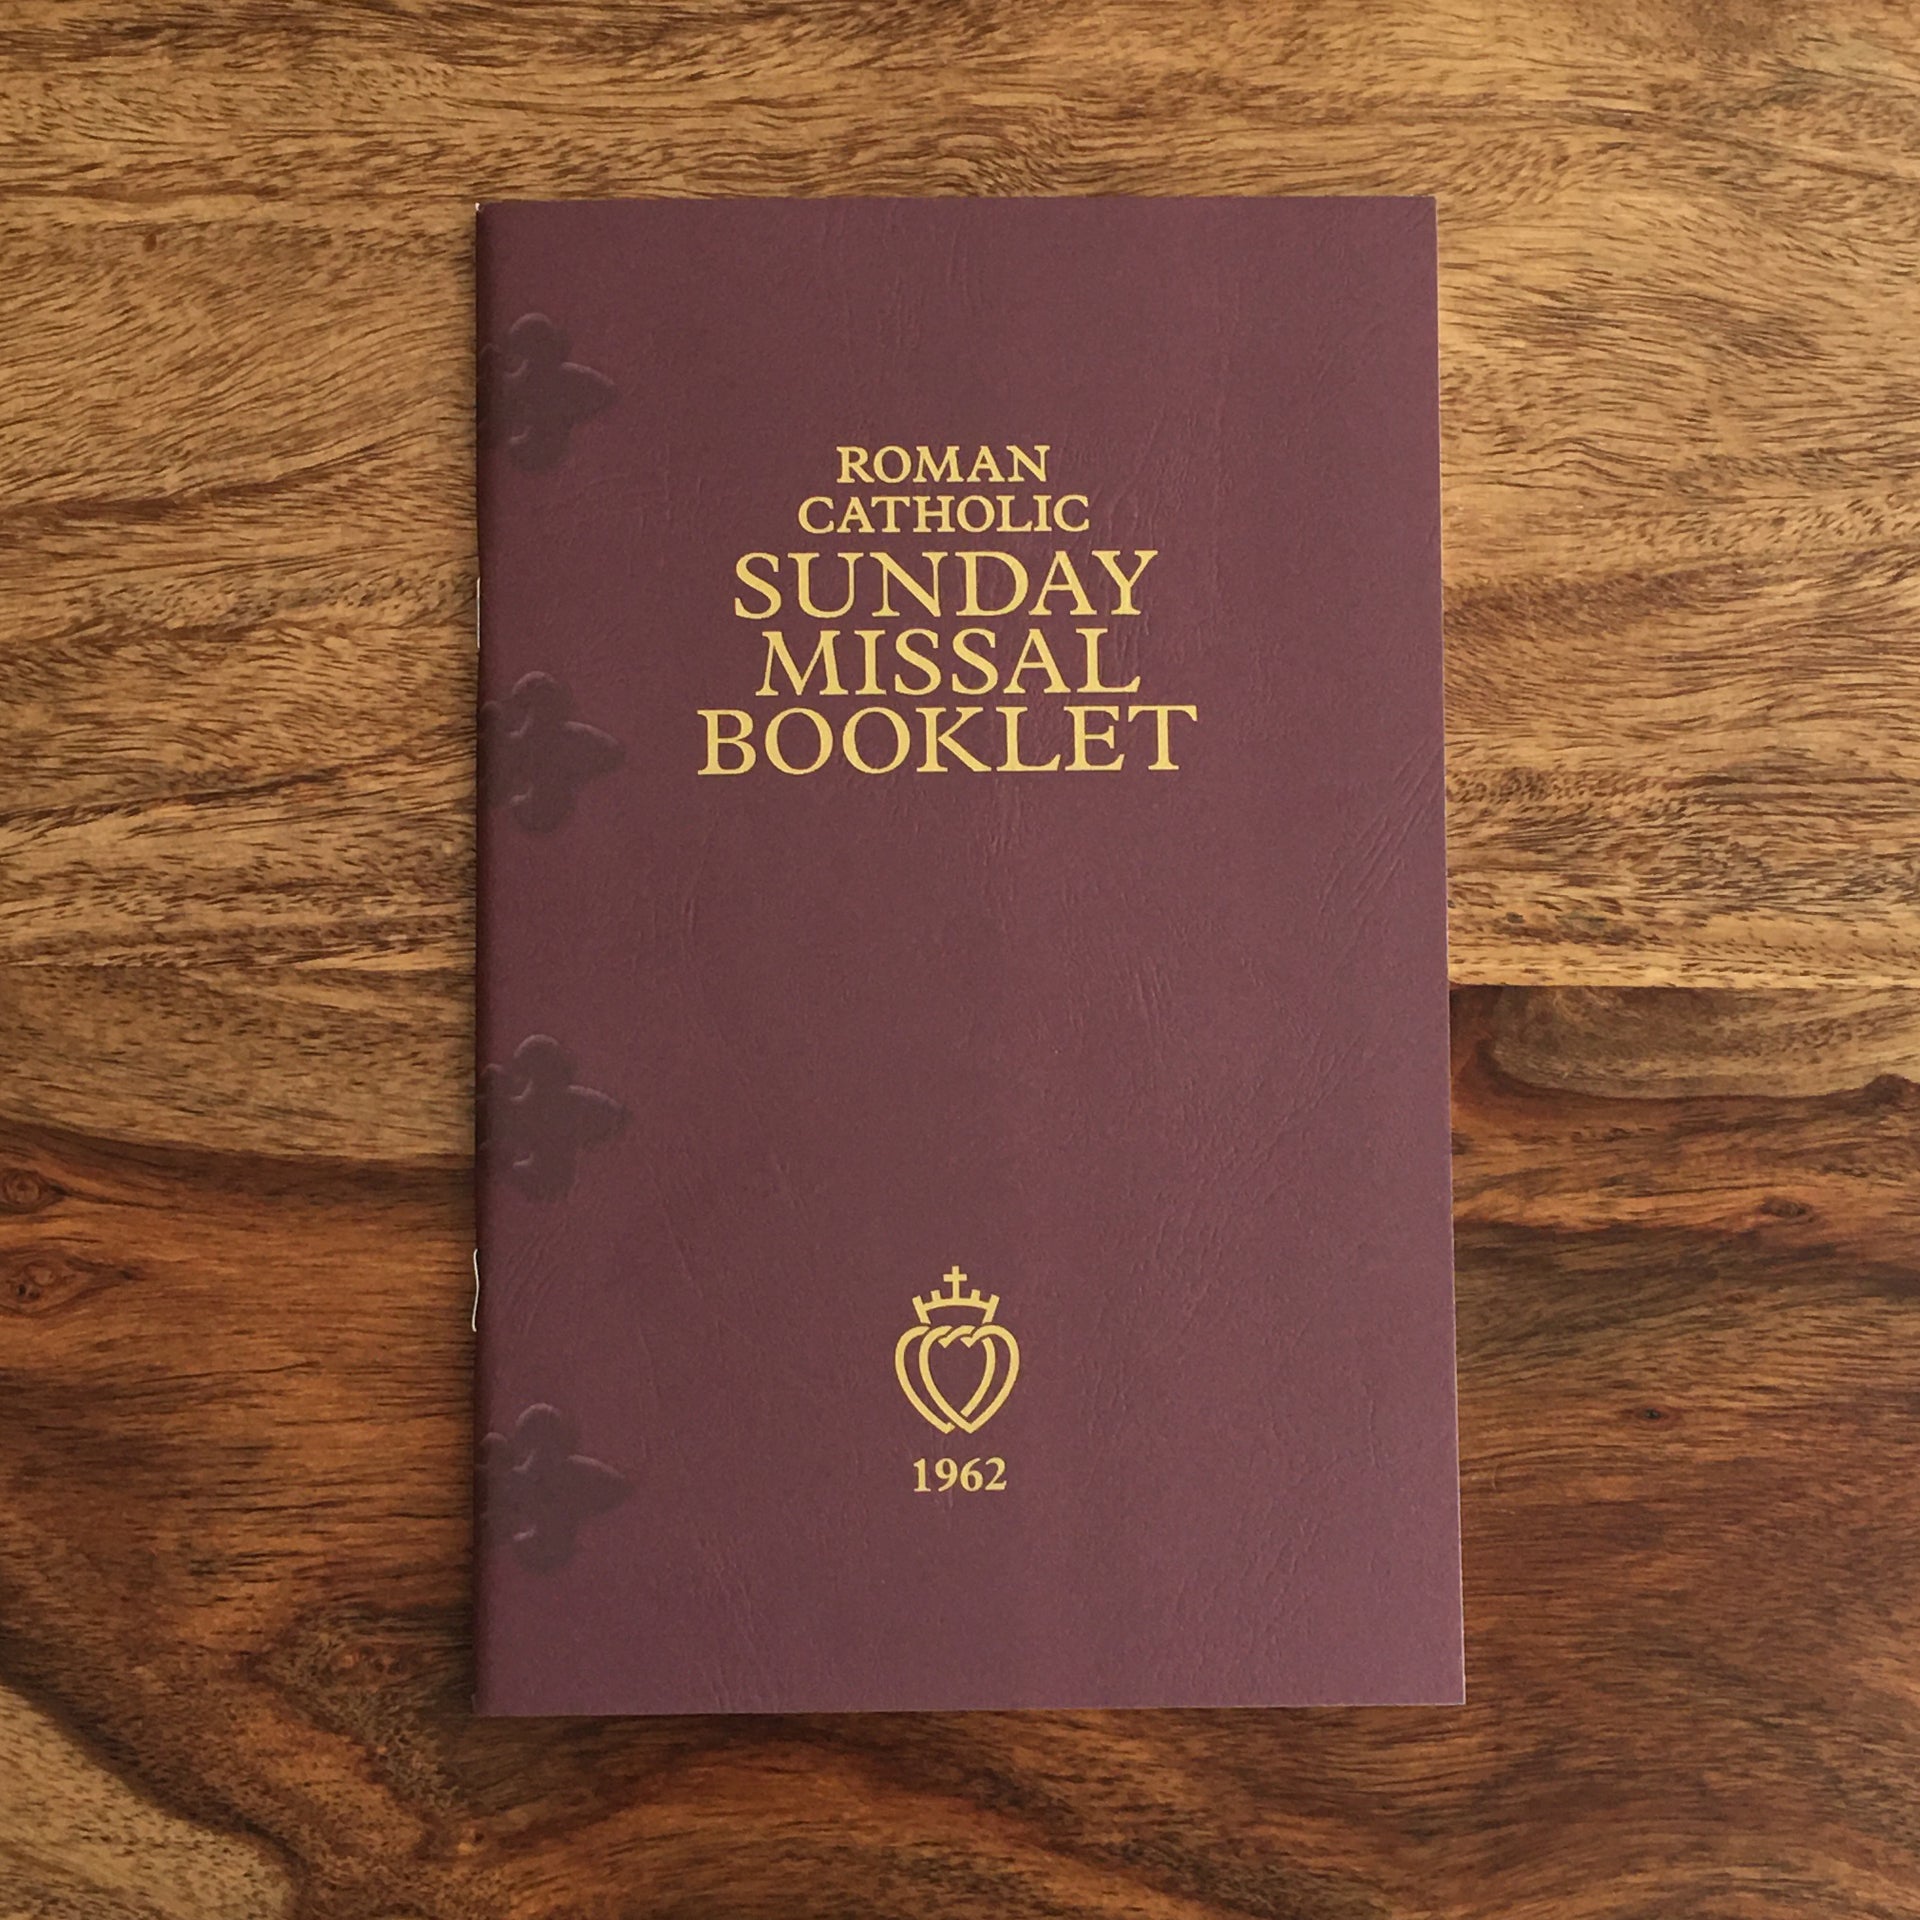 ROMAN
CATHOLIC
SUNDAY
MISSAL
BOOKLET
1962